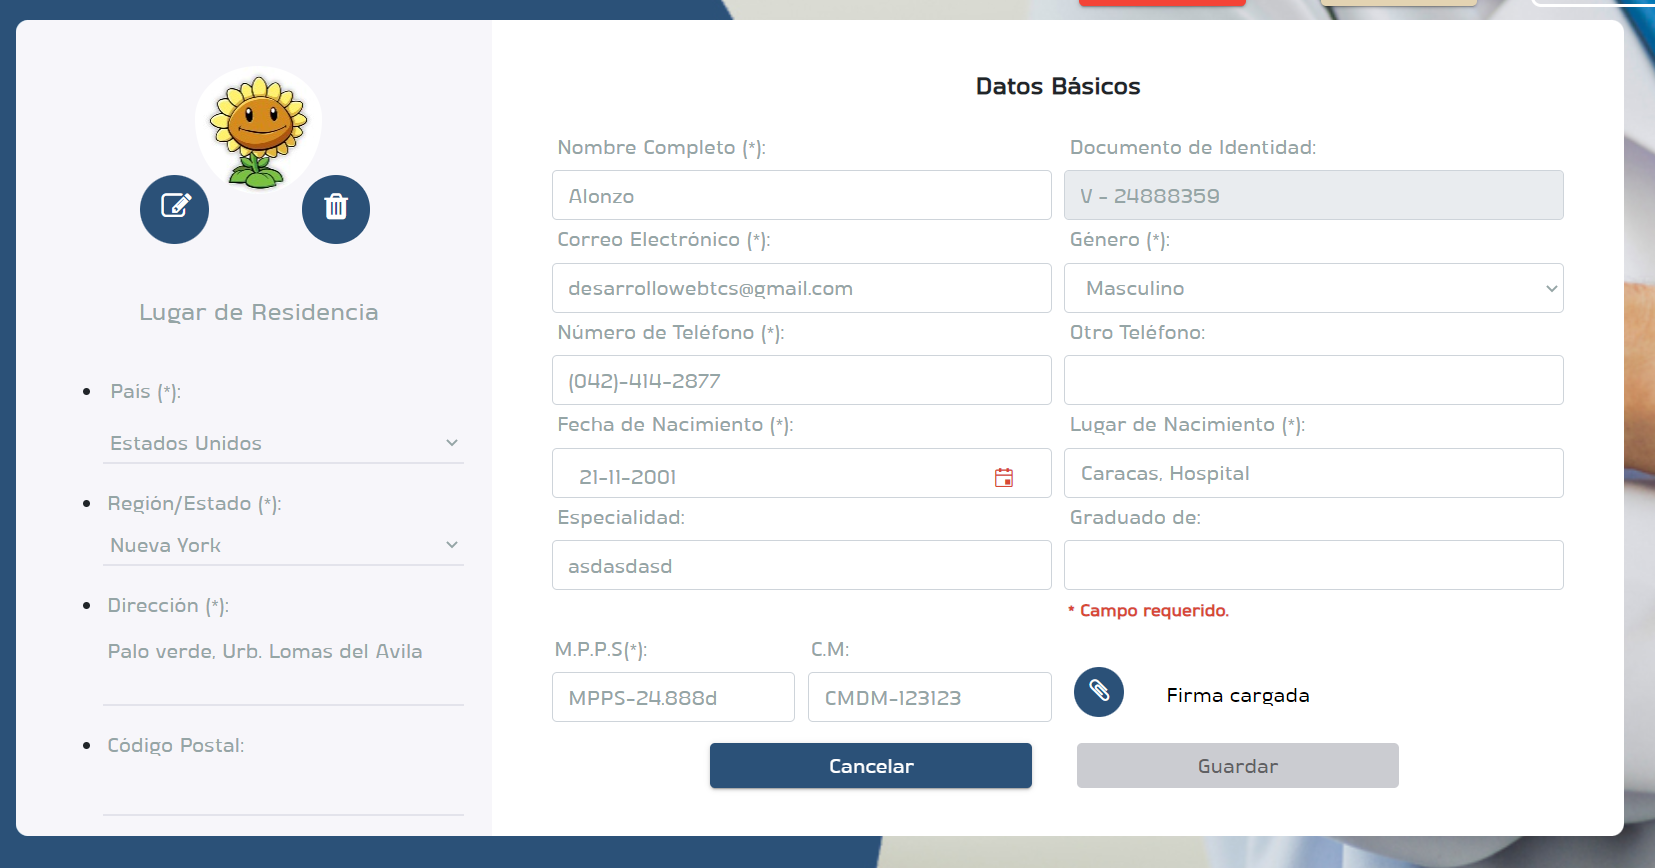 Lugar de Residencia
País (*):
Estados Unidos
Región/Estado (*):
Nueva York
Dirección (*):
Palo verde, Urb. Lomas del Avila
Código Postal:
Datos Básicos
Nombre Completo (*):
Documento de Identidad:
Alonzo
V - 24888359
Correo Electrónico (*):
Género (*):
desarrollowebtcs@gmail.com
Masculino
Número de Teléfono (*):
Otro Teléfono:
(042)-414-2877
Fecha de Nacimiento (*):
Lugar de Nacimiento (*):
21-11-2001
Caracas, Hospital
Especialidad:
Graduado de:
asdasdasd
* Campo requerido.
M.P.P.S(*):
C.M:
MPPS-24.888d
CMDM-123123
Firma cargada
Cancelar
Guardar